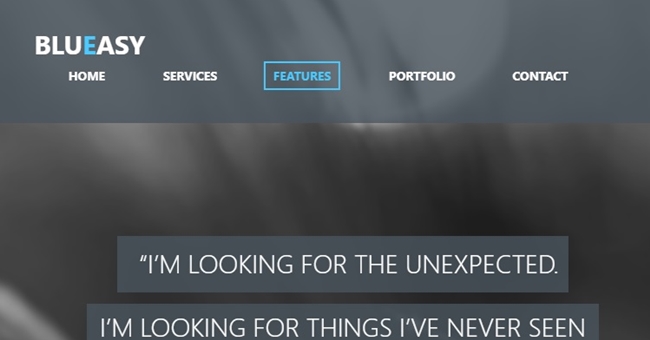 BLUEASY
HOME SERVICES FEATURES PORTFOLIO CONTACT
“I’M LOOKING FOR THE UNEXPECTED.
I’M LOOKING FOR THINGS I’VE NEVER SEEN